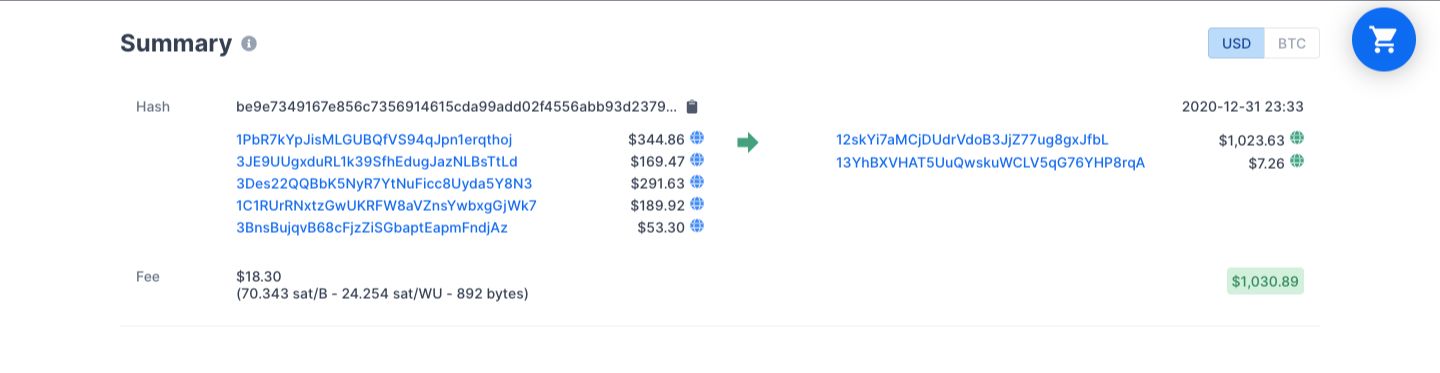 Summary
USD BTC
Hash be9e7349167e856c7356914615cda99add02f4556abb93d2379... 2020-12-31 23:33
1PbR7kYpJisMLGUBQfVS94qJpn1erqthoj $344.86 12skYi7aMCjDUdrVdoB3JjZ77ug8gxJfbL $1,023.63
3JE9UUgxduRL1k39SfhEdugJazNLBsTtLd $169.47 13YhBXVHAT5UuQwskuWCLV5qG76YHP8rqA $7.26
3Des22QQBbK5NyR7YtNuFicc8Uyda5Y8N3 $291.63
1C1RUrRNxtzGwUKRFW8aVZnsYwbxgGjWk7 $189.92
3BnsBujqvB68cFjzZiSGbaptEapmFndjAz $53.30
Fee $18.30 $1,030.89
(70.343 sat/B - 24.254 sat/WU - 892 bytes)